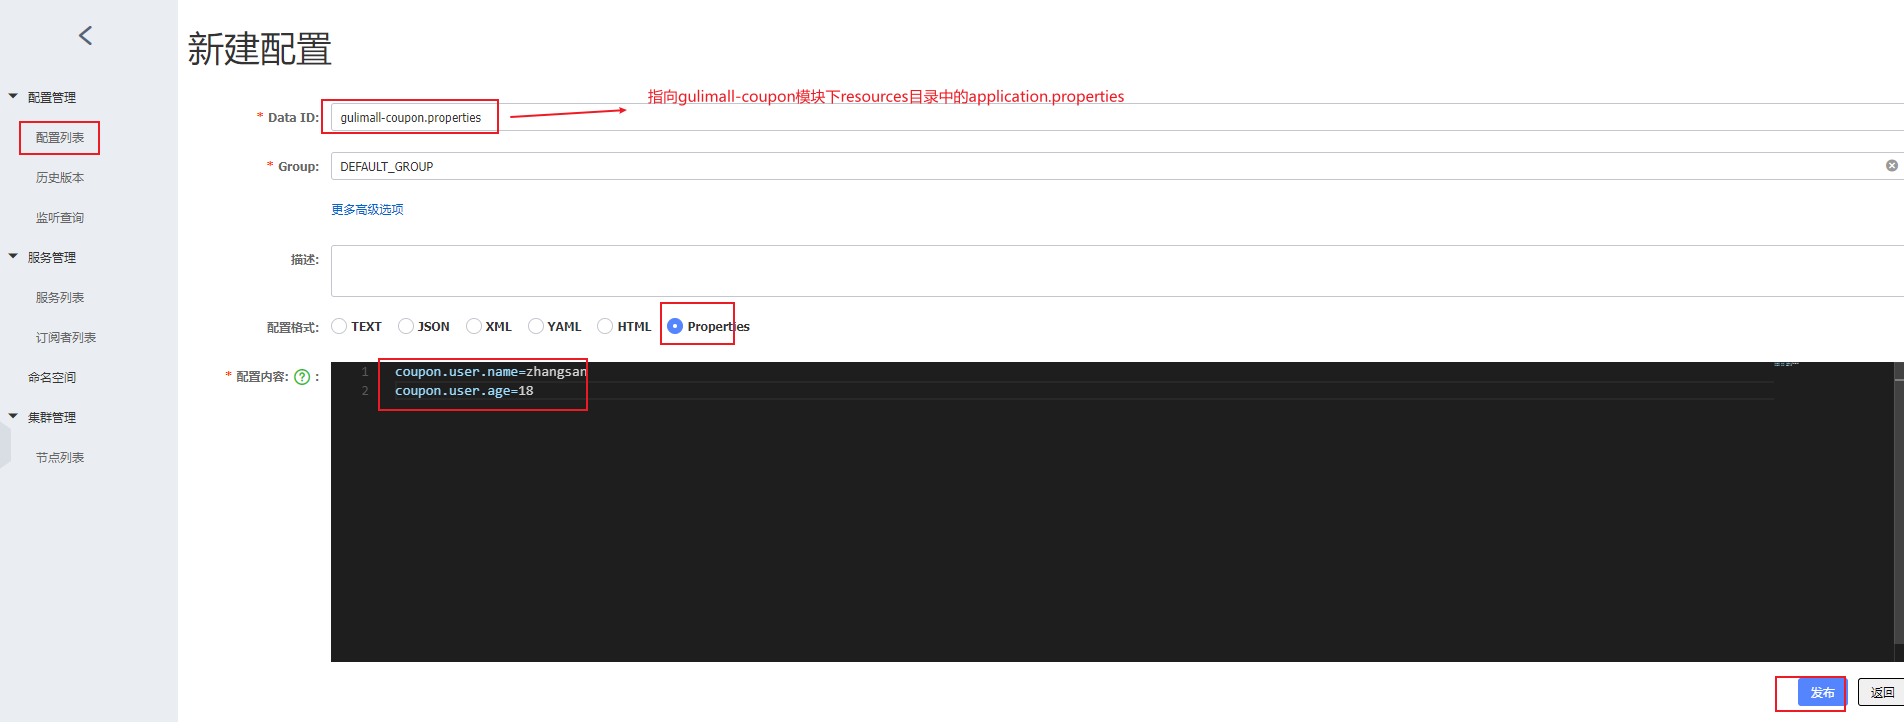 新建配置
配置管理
配置列表
历史版本
监听查询
服务管理
服务列表
订阅者列表
命名空间
集群管理
节点列表
指向gulimall-coupon模块下resources目录中的application.properties
* Data ID: gulimall-coupon.properties
* Group: DEFAULT_GROUP
更多高级选项
描述:
配置格式: TEXT JSON XML YAML HTML Properties
* 配置内容: ? :
1 coupon.user.name=zhangsan
2 coupon.user.age=18
发布 返回